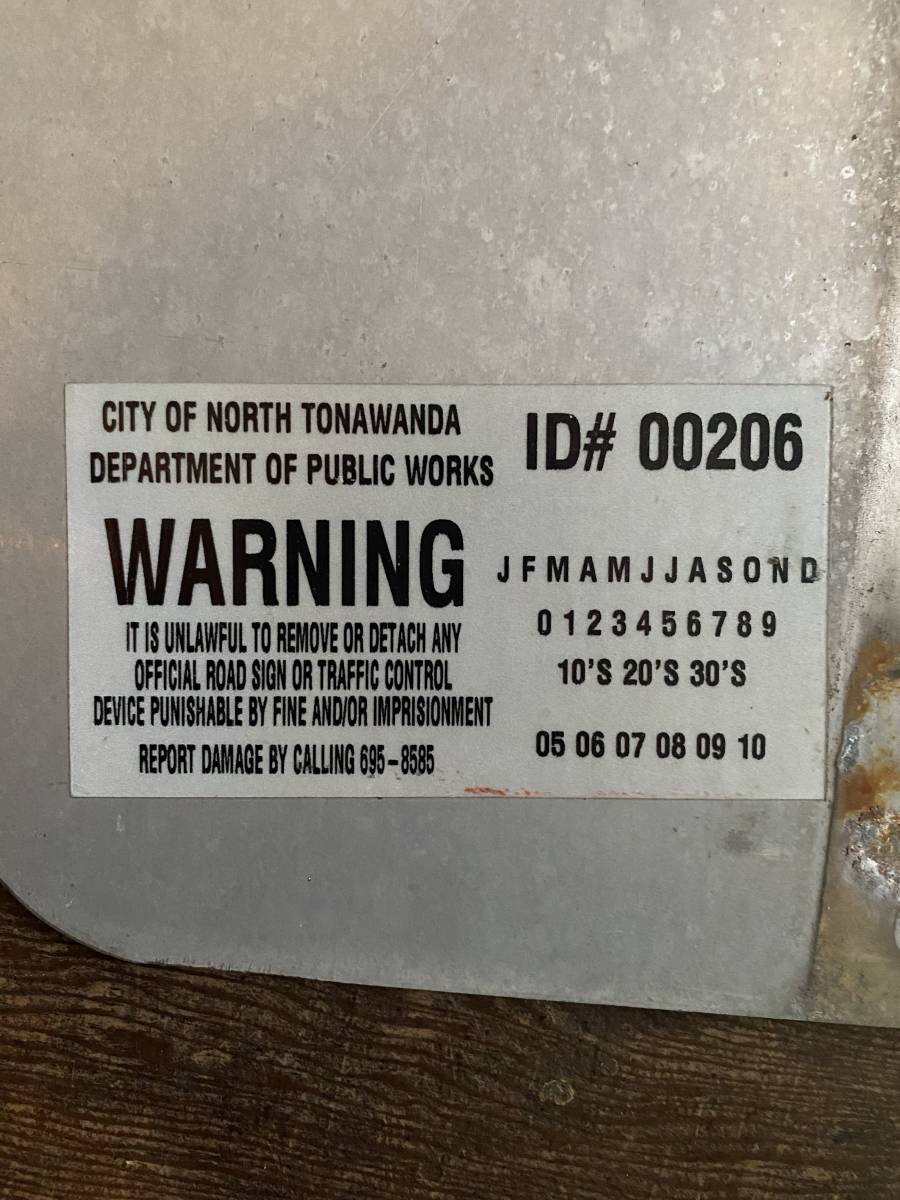 CITY OF NORTH TONAWANDA
DEPARTMENT OF PUBLIC WORKS
WARNING
IT IS UNLAWFUL TO REMOVE OR DETACH ANY
OFFICIAL ROAD SIGN OR TRAFFIC CONTROL
DEVICE PUNISHABLE BY FINE AND/OR IMPRISIONMENT
REPORT DAMAGE BY CALLING 695-8585
ID# 00206
J F M A M J J A S O N D
0 1 2 3 4 5 6 7 8 9
10'S 20'S 30'S
05 06 07 08 09 10